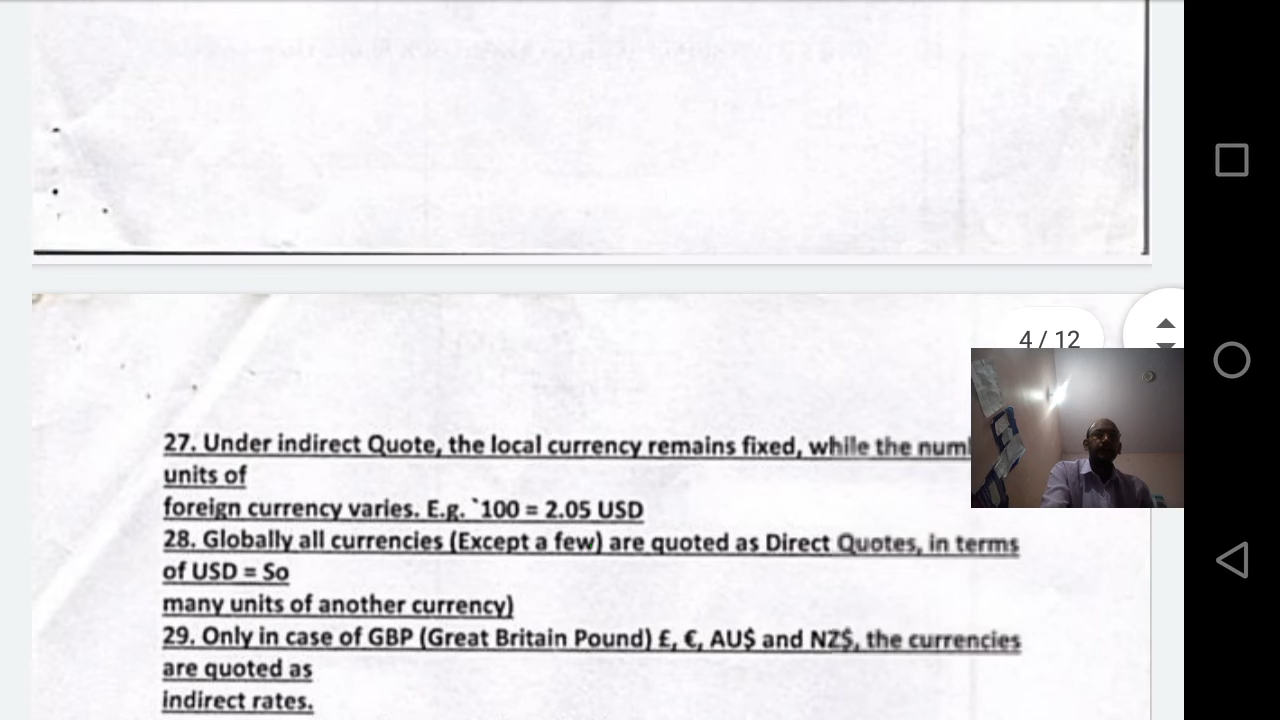 4 / 12
27. Under indirect Quote, the local currency remains fixed, while the
units of
foreign currency varies. E.g. `100 = 2.05 USD
28. Globally all currencies (Except a few) are quoted as Direct Quotes, in terms
of USD = So
many units of another currency)
29. Only in case of GBP (Great Britain Pound) £, €, AU$ and NZ$, the currencies
are quoted as
indirect rates.